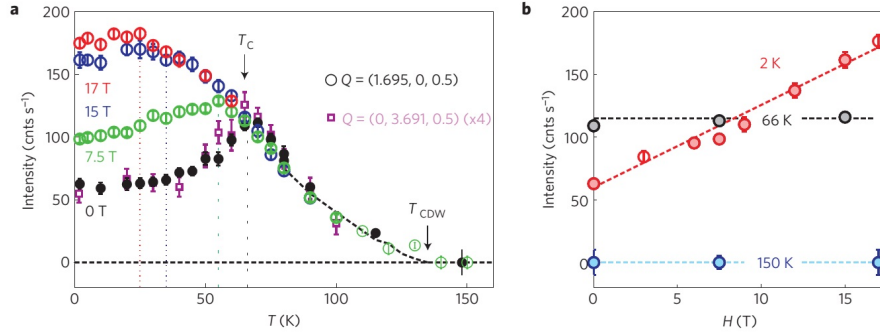 a
200
150
100
50
0
Intensity (cnts s⁻¹)
17 T
15 T
7.5 T
0 T
T_C
Q = (1.695, 0, 0.5)
Q = (0, 3.691, 0.5) (x4)
T_CDW
0
50
100
150
T (K)
b
200
150
100
50
0
Intensity (cnts s⁻¹)
2 K
66 K
150 K
0
5
10
15
H (T)